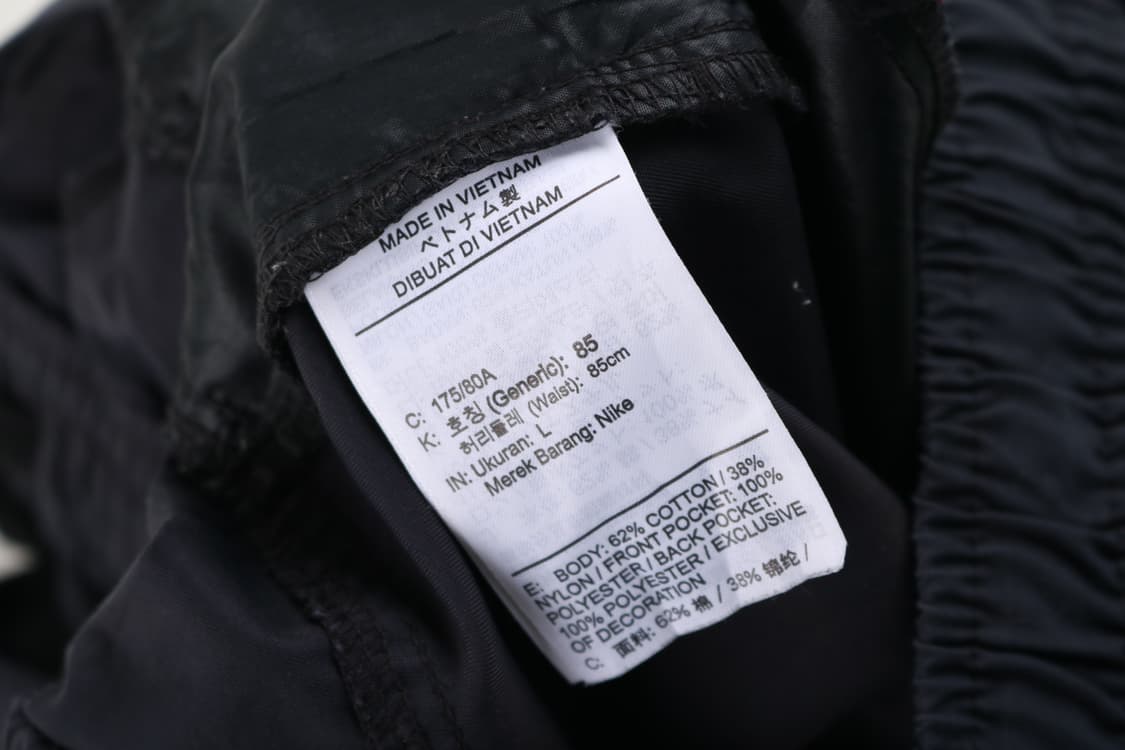 MADE IN VIETNAM
ベトナム製
DIBUAT DI VIETNAM
C: 175/80A
K: 호칭 (Generic): 85
허리둘레 (Waist): 85cm
IN: Ukuran: L
Merek Barang: Nike
E: BODY: 62% COTTON / 38%
NYLON / FRONT POCKET: 100%
POLYESTER / BACK POCKET:
100% POLYESTER / EXCLUSIVE
OF DECORATION
C: 面料: 62% 棉 / 38% 锦纶 /